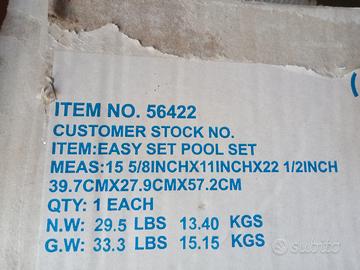 ITEM NO. 56422
CUSTOMER STOCK NO.
ITEM:EASY SET POOL SET
MEAS:15 5/8INCHX11INCHX22 1/2INCH
39.7CMX27.9CMX57.2CM
QTY: 1 EACH
N.W: 29.5 LBS 13.40 KGS
G.W: 33.3 LBS 15.15 KGS
subito